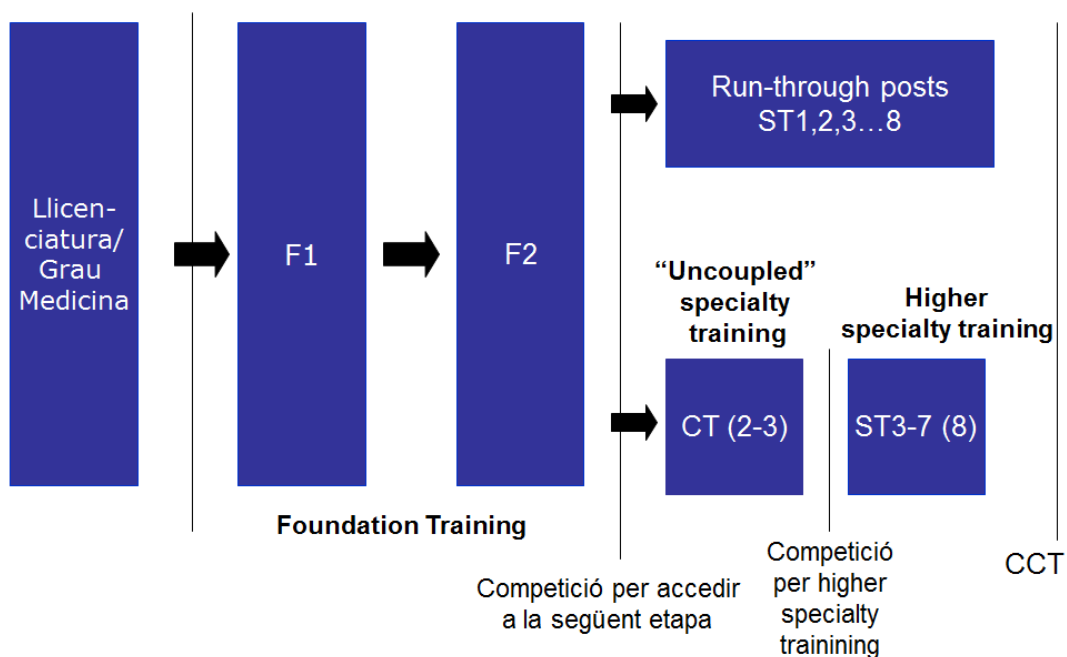 Llicen-
ciatura/
Grau
Medicina
F1
F2
Foundation Training
Run-through posts
ST1,2,3…8
“Uncoupled”
specialty
training
Higher
specialty training
CT (2-3)
ST3-7 (8)
Competició per accedir
a la següent etapa
Competició
per higher
specialty
trainining
CCT